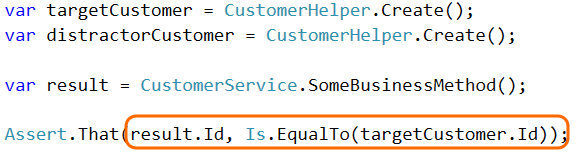 var targetCustomer = CustomerHelper.Create();
var distractorCustomer = CustomerHelper.Create();
var result = CustomerService.SomeBusinessMethod();
Assert.That(result.Id, Is.EqualTo(targetCustomer.Id));